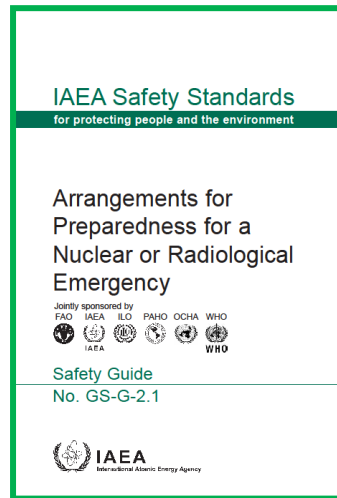 IAEA Safety Standards
for protecting people and the environment
Arrangements for
Preparedness for a
Nuclear or Radiological
Emergency
Jointly sponsored by
FAO IAEA ILO PAHO OCHA WHO
IAEA
WHO
Safety Guide
No. GS-G-2.1
IAEA
International Atomic Energy Agency